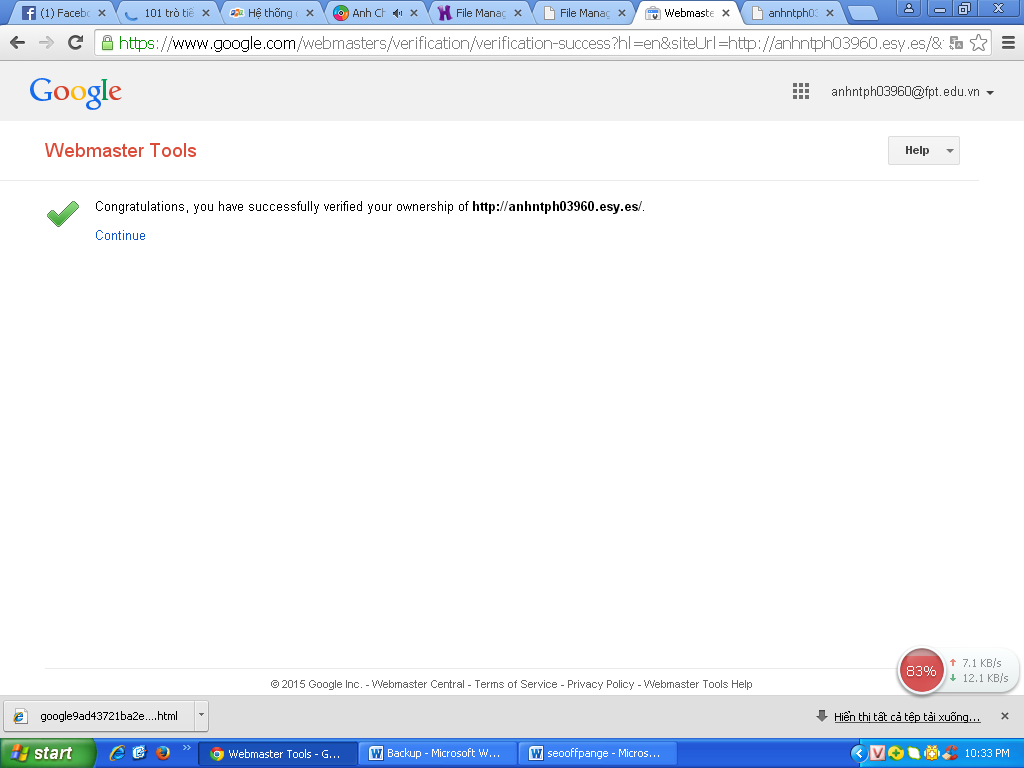 (1) Facebo
101 trò tiê
Hệ thống
Anh Ch
File Manag
File Manag
Webmaste
anhntph03
https://www.google.com/webmasters/verification/verification-success?hl=en&siteUrl=http://anhntph03960.esy.es/&
Google
anhntph03960@fpt.edu.vn
Webmaster Tools
Help
Congratulations, you have successfully verified your ownership of http://anhntph03960.esy.es/.
Continue
83%
7.1 KB/s
12.1 KB/s
© 2015 Google Inc. - Webmaster Central - Terms of Service - Privacy Policy - Webmaster Tools Help
google9ad43721ba2e....html
Hiển thị tất cả tệp tải xuống...
start
Webmaster Tools - G...
Backup - Microsoft W...
seooffpange - Micros...
10:33 PM